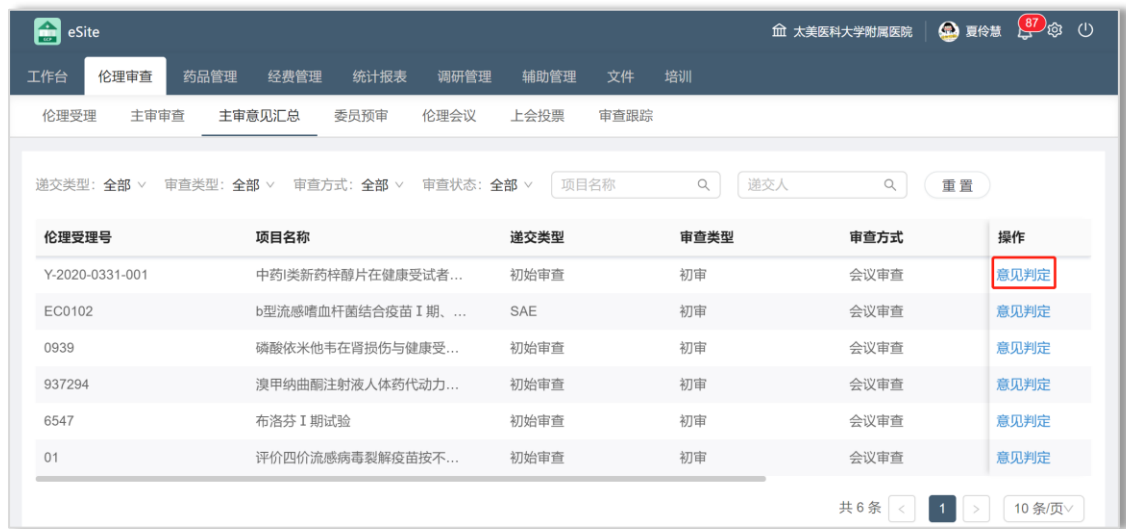 eSite
太美医科大学附属医院 夏伶慧 87
工作台 伦理审查 药品管理 经费管理 统计报表 调研管理 辅助管理 文件 培训
伦理受理 主审审查 主审意见汇总 委员预审 伦理会议 上会投票 审查跟踪
递交类型: 全部 审查类型: 全部 审查方式: 全部 审查状态: 全部 项目名称 递交人 重置
伦理受理号 项目名称 递交类型 审查类型 审查方式 操作
Y-2020-0331-001 中药I类新药梓醇片在健康受试者... 初始审查 初审 会议审查 意见判定
EC0102 b型流感嗜血杆菌结合疫苗Ⅰ期、... SAE 初审 会议审查 意见判定
0939 磷酸依米他韦在肾损伤与健康受... 初始审查 初审 会议审查 意见判定
937294 溴甲纳曲酮注射液人体药代动力... 初始审查 初审 会议审查 意见判定
6547 布洛芬Ⅰ期试验 初始审查 初审 会议审查 意见判定
01 评价四价流感病毒裂解疫苗按不... 初始审查 初审 会议审查 意见判定
共 6 条 < 1 > 10 条/页